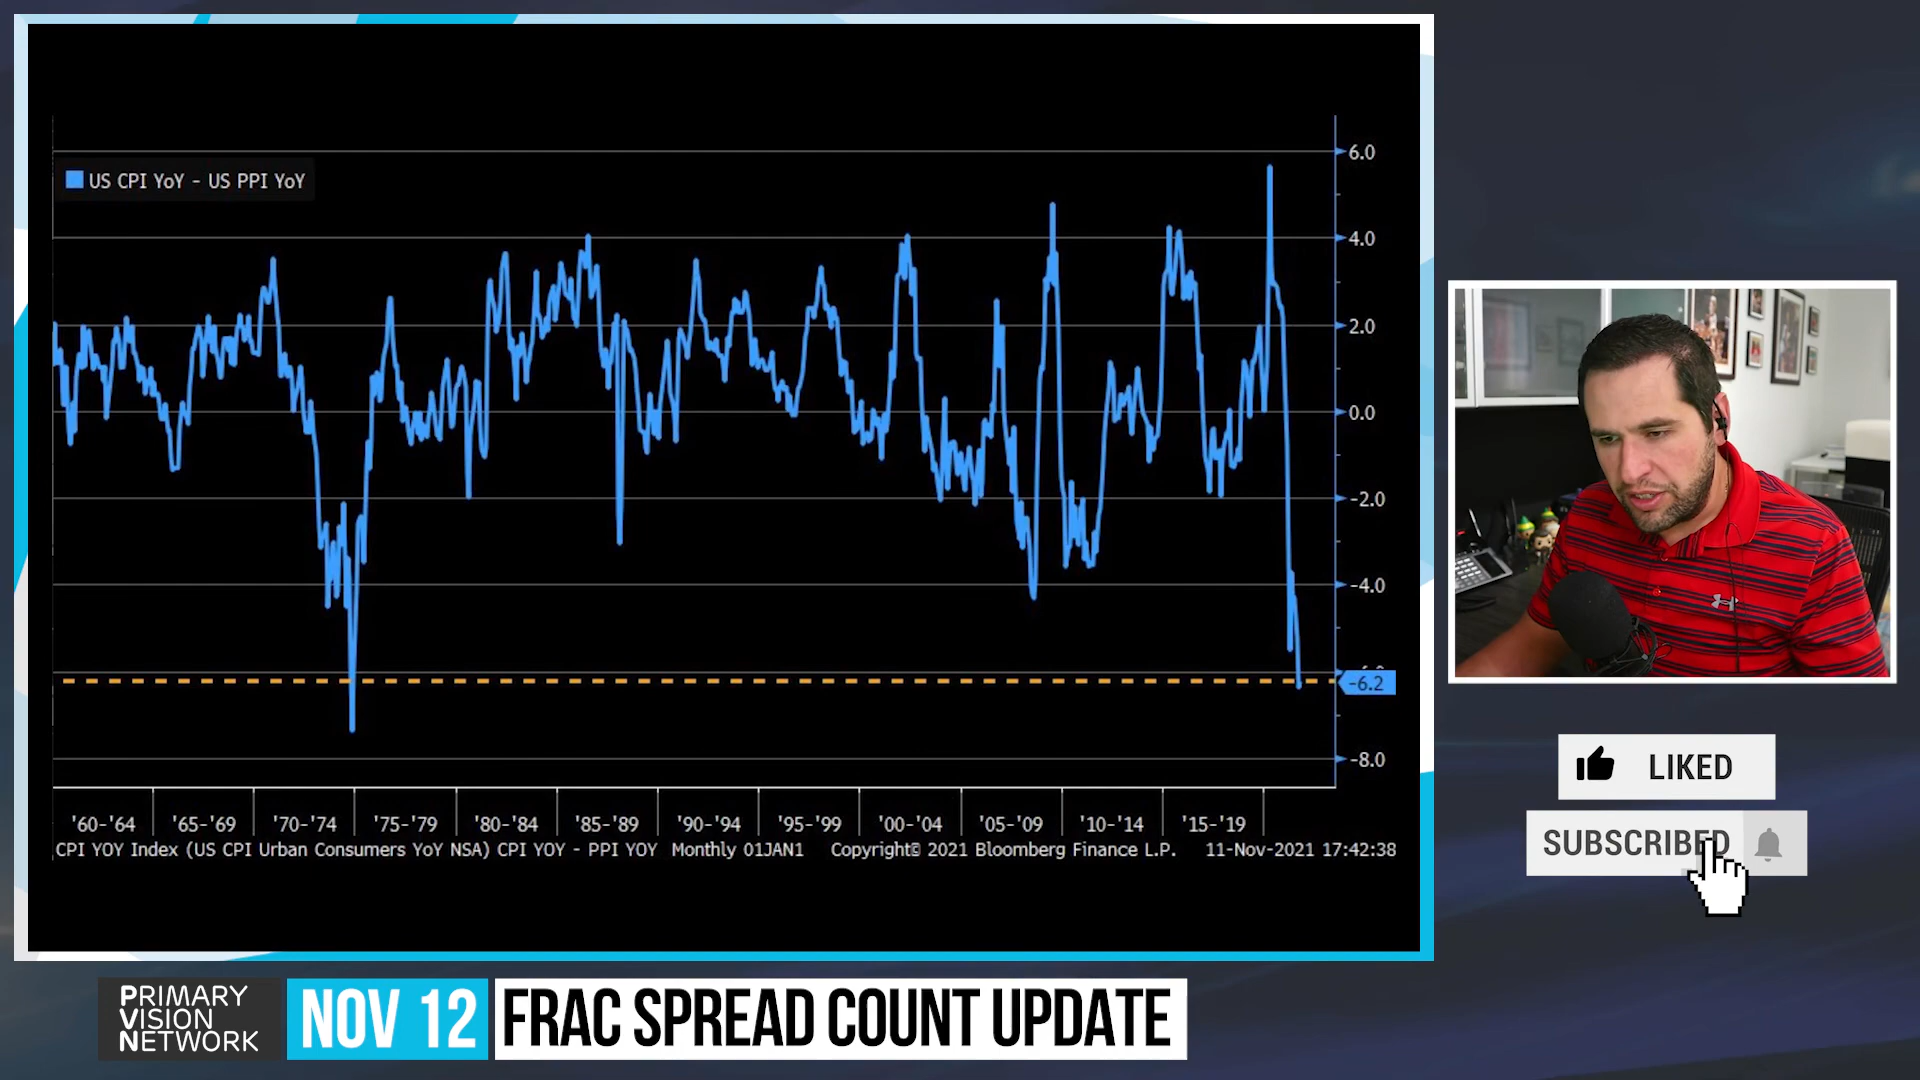 US CPI YoY - US PPI YoY
6.0
4.0
2.0
0.0
-2.0
-4.0
-6.2
-8.0
'60-'64 '65-'69 '70-'74 '75-'79 '80-'84 '85-'89 '90-'94 '95-'99 '00-'04 '05-'09 '10-'14 '15-'19
CPI YOY Index (US CPI Urban Consumers YoY NSA) CPI YOY - PPI YOY Monthly 01JAN1 Copyright© 2021 Bloomberg Finance L.P. 11-Nov-2021 17:42:38
LIKED
SUBSCRIBED
PRIMARY
VISION
NETWORK
NOV 12
FRAC SPREAD COUNT UPDATE